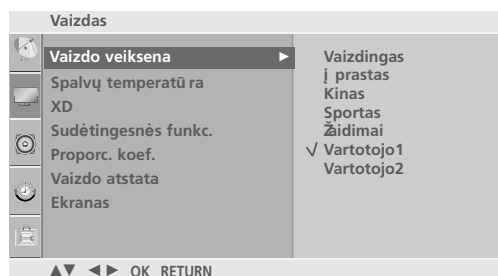 Vaizdas
Vaizdo veiksena
Spalvų temperatū ra
XD
Sudėtingesnės funkc.
Proporc. koef.
Vaizdo atstata
Ekranas
Vaizdingas
į prastas
Kinas
Sportas
Žaidimai
√ Vartotojo1
Vartotojo2
▲▼ ◄► OK RETURN